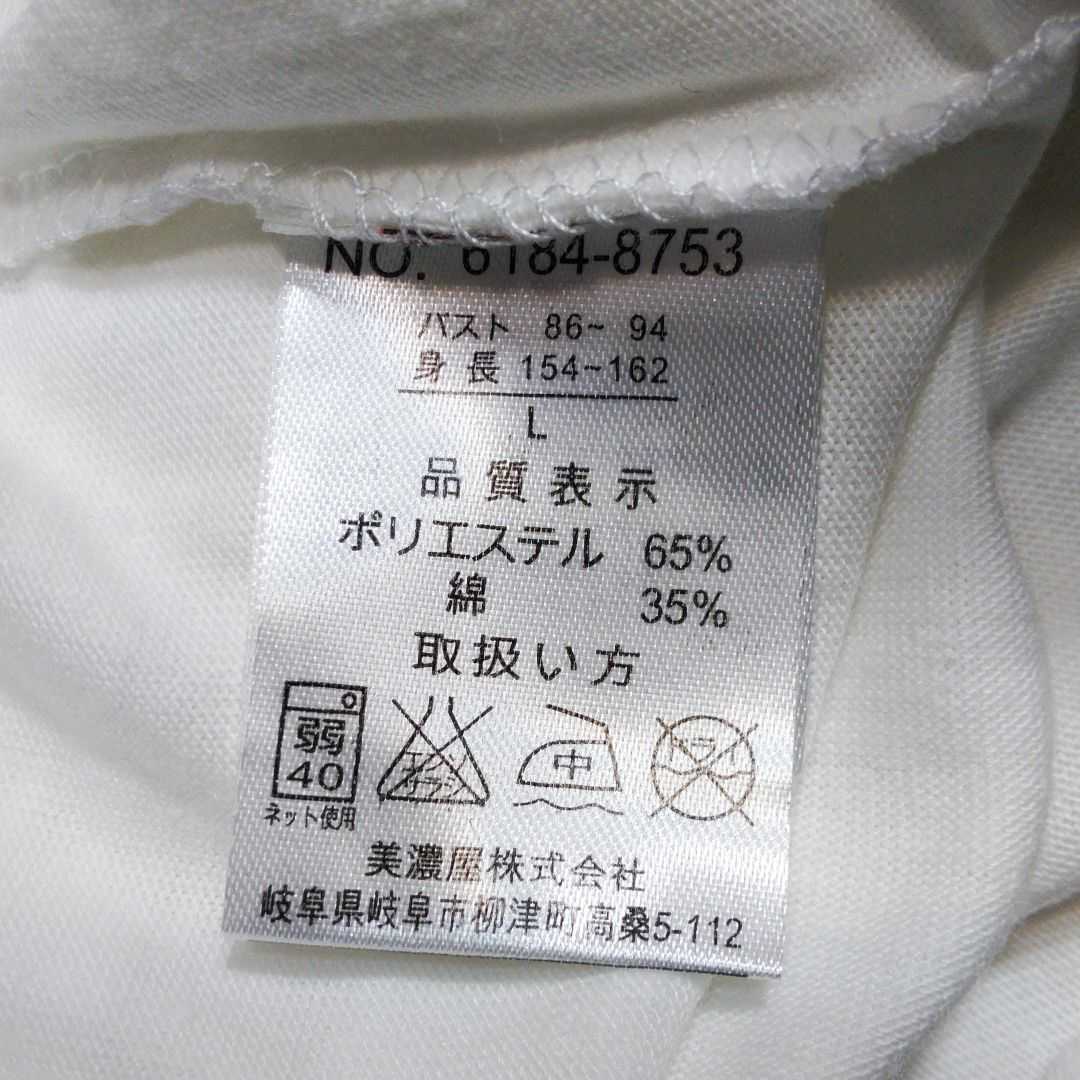 NO. 6184-8753
バスト 86~ 94
身長 154~162
L
品質表示
ポリエステル 65%
綿 35%
取扱い方
弱
40
ネット使用
エンソ
サラシ
中
ドライ
美濃屋株式会社
岐阜県岐阜市柳津町高桑5-112